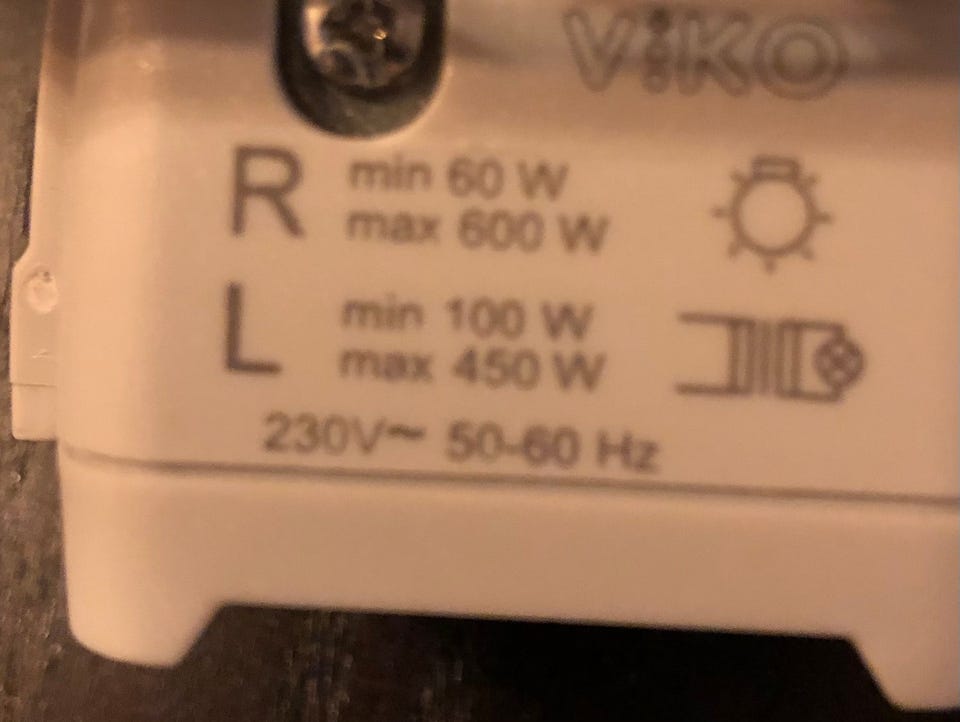 ViKO
R min 60 W
max 600 W
L min 100 W
max 450 W
230V~ 50-60 Hz